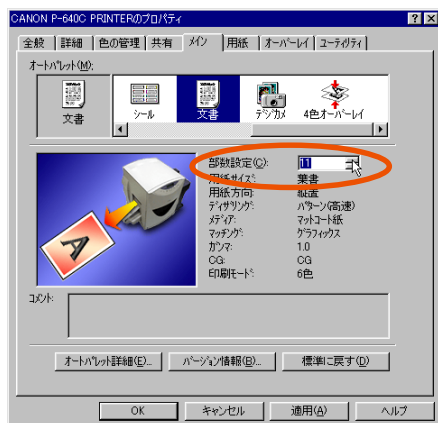 CANON P-640C PRINTERのプロパティ
全般 詳細 色の管理 共有 メイン 用紙 オーバーレイ ユーティリティ
オートパレット(M):
文書
シール 文書 デジカメ 4色オーバーレイ
部数設定(C): 1
用紙サイズ: 葉書
用紙方向: 縦置
ディザリング: パターン(高速)
メディア: マットコート紙
マッチング: グラフィックス
ガンマ: 1.0
CG: CG
印刷モード: 6色
A
コメント:
オートパレット詳細(E)... バージョン情報(B)... 標準に戻す(D)
OK キャンセル 適用(A) ヘルプ